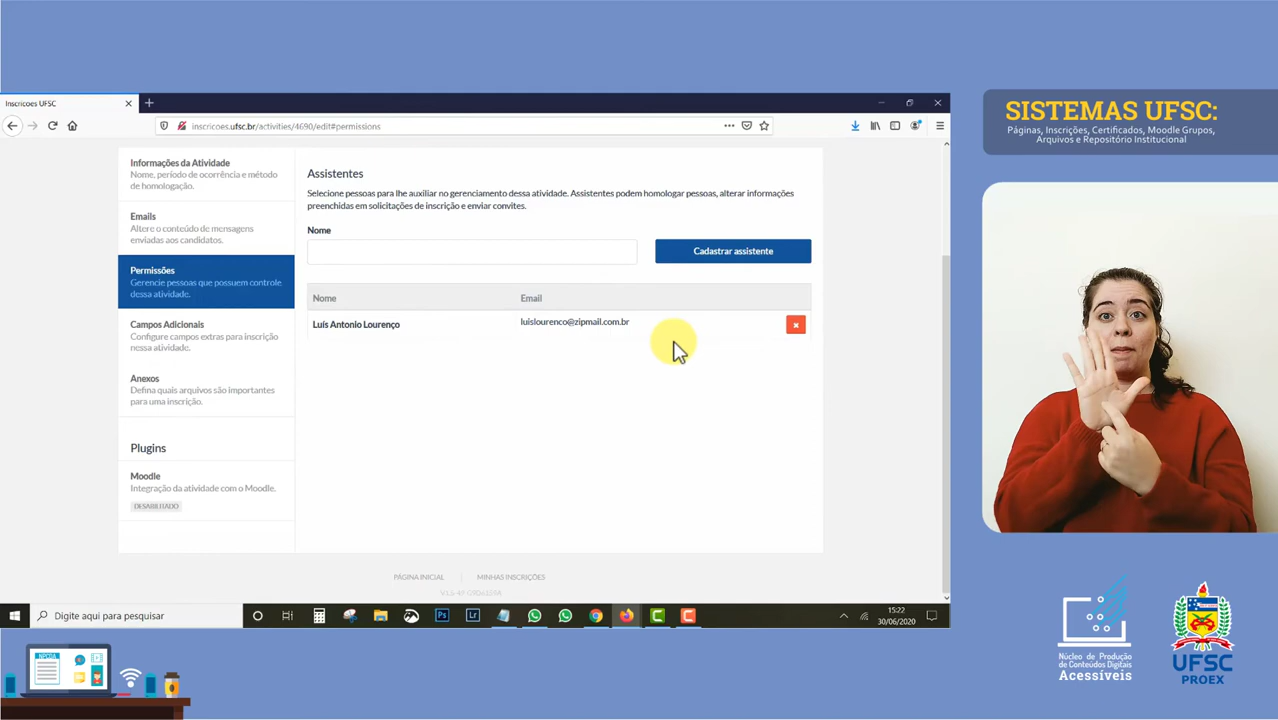 SISTEMAS UFSC:
Páginas, Inscrições, Certificados, Moodle Grupos,
Arquivos e Repositório Institucional
Inscricoes UFSC
inscricoes.ufsc.br/activities/4690/edit#permissions
Informações da Atividade
Nome, período de ocorrência e método
de homologação.
Emails
Altere o conteúdo de mensagens
enviadas aos candidatos.
Permissões
Gerencie pessoas que possuem controle
dessa atividade.
Campos Adicionais
Configure campos extras para inscrição
nessa atividade.
Anexos
Defina quais arquivos são importantes
para uma inscrição.
Plugins
Moodle
Integração da atividade com o Moodle.
DESABILITADO
Assistentes
Selecione pessoas para lhe auxiliar no gerenciamento dessa atividade. Assistentes podem homologar pessoas, alterar informações
preenchidas em solicitações de inscrição e enviar convites.
Nome
Cadastrar assistente
Nome Email
Luís Antonio Lourenço luislourenco@zipmail.com.br
PÁGINA INICIAL MINHAS INSCRIÇÕES
Digite aqui para pesquisar
Ps
Lr
15:22
30/06/2020
NPCDA
Núcleo de Produção
de Conteúdos Digitais
Acessíveis
UFSC
PROEX